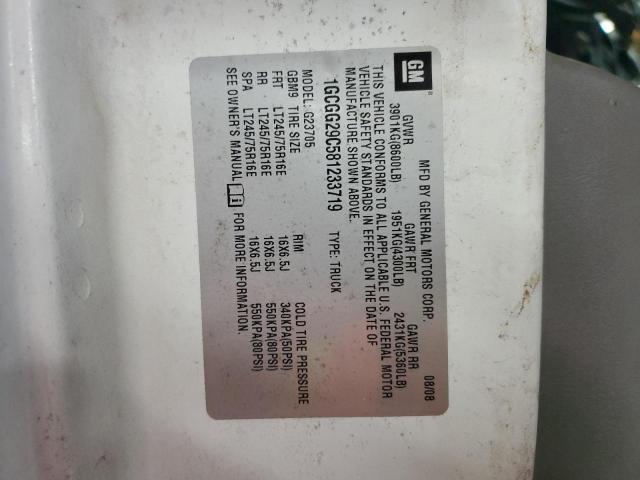 GM
MFD BY GENERAL MOTORS CORP. 08/08
GVWR GAWR FRT GAWR RR
3901KG(8600LB) 1951KG(4300LB) 2431KG(5360LB)
THIS VEHICLE CONFORMS TO ALL APPLICABLE U.S. FEDERAL MOTOR
VEHICLE SAFETY STANDARDS IN EFFECT ON THE DATE OF
MANUFACTURE SHOWN ABOVE.
1GCGG29C581233719 TYPE: TRUCK
MODEL: G23705
GBM9 TIRE SIZE RIM COLD TIRE PRESSURE
FRT LT245/75R16E 16X6.5J 340KPA(50PSI)
RR LT245/75R16E 16X6.5J 550KPA(80PSI)
SPA LT245/75R16E 16X6.5J 550KPA(80PSI)
SEE OWNER'S MANUAL FOR MORE INFORMATION.